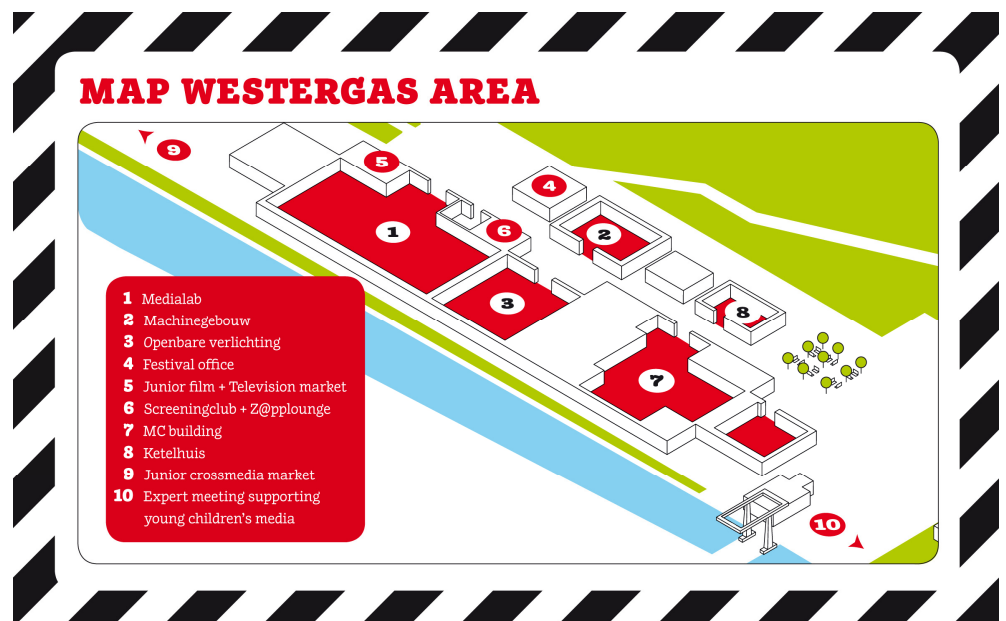 MAP WESTERGAS AREA
9
5
4
1
6
2
3
8
7
10
1 Medialab
2 Machinegebouw
3 Openbare verlichting
4 Festival office
5 Junior film + Television market
6 Screeningclub + Z@pplounge
7 MC building
8 Ketelhuis
9 Junior crossmedia market
10 Expert meeting supporting
young children's media